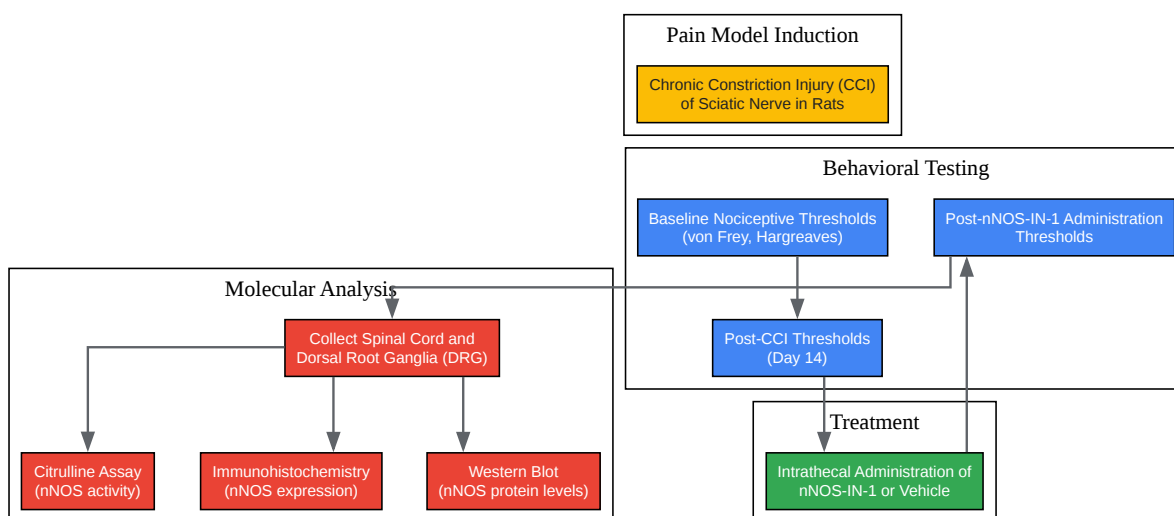 Pain Model Induction
Chronic Constriction Injury (CCI)
of Sciatic Nerve in Rats
Behavioral Testing
Baseline Nociceptive Thresholds
(von Frey, Hargreaves)
Post-nNOS-IN-1 Administration
Thresholds
Post-CCI Thresholds
(Day 14)
Treatment
Intrathecal Administration of
nNOS-IN-1 or Vehicle
Molecular Analysis
Collect Spinal Cord and
Dorsal Root Ganglia (DRG)
Citrulline Assay
(nNOS activity)
Immunohistochemistry
(nNOS expression)
Western Blot
(nNOS protein levels)